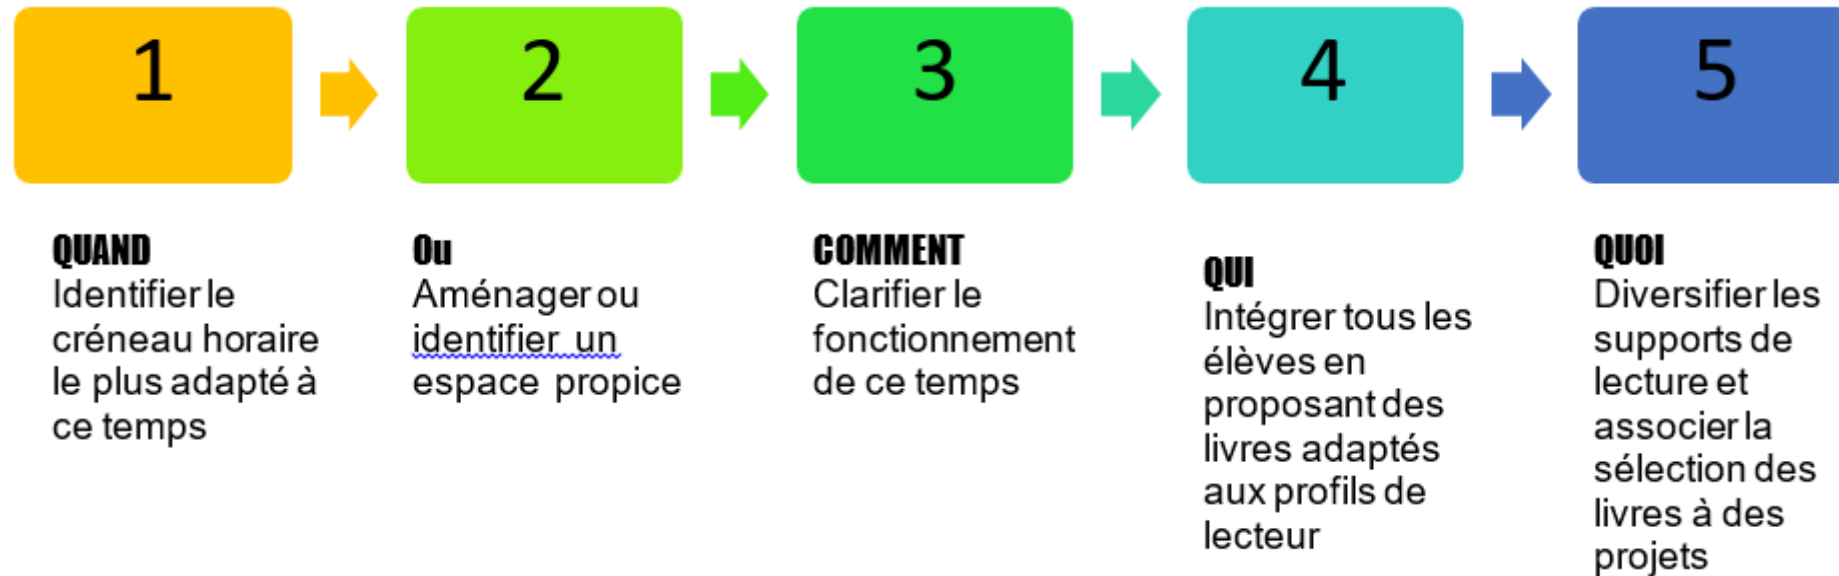 1
2
3
4
5
QUAND
Identifier le
créneau horaire
le plus adapté à
ce temps
Ou
Aménager ou
identifier un
espace propice
COMMENT
Clarifier le
fonctionnement
de ce temps
QUI
Intégrer tous les
élèves en
proposant des
livres adaptés
aux profils de
lecteur
QUOI
Diversifier les
supports de
lecture et
associer la
sélection des
livres à des
projets